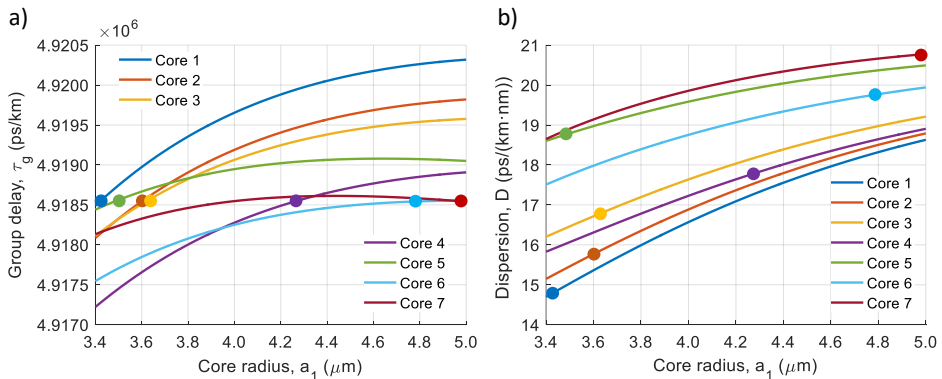 a)
×10⁶
4.9205
4.9200
4.9195
4.9190
4.9185
4.9180
4.9175
4.9170
Group delay, τg (ps/km)
Core 1
Core 2
Core 3
Core 4
Core 5
Core 6
Core 7
3.4 3.6 3.8 4.0 4.2 4.4 4.6 4.8 5.0
Core radius, a1 (μm)
b)
21
20
19
18
17
16
15
14
Dispersion, D (ps/(km·nm))
Core 1
Core 2
Core 3
Core 4
Core 5
Core 6
Core 7
3.4 3.6 3.8 4.0 4.2 4.4 4.6 4.8 5.0
Core radius, a1 (μm)